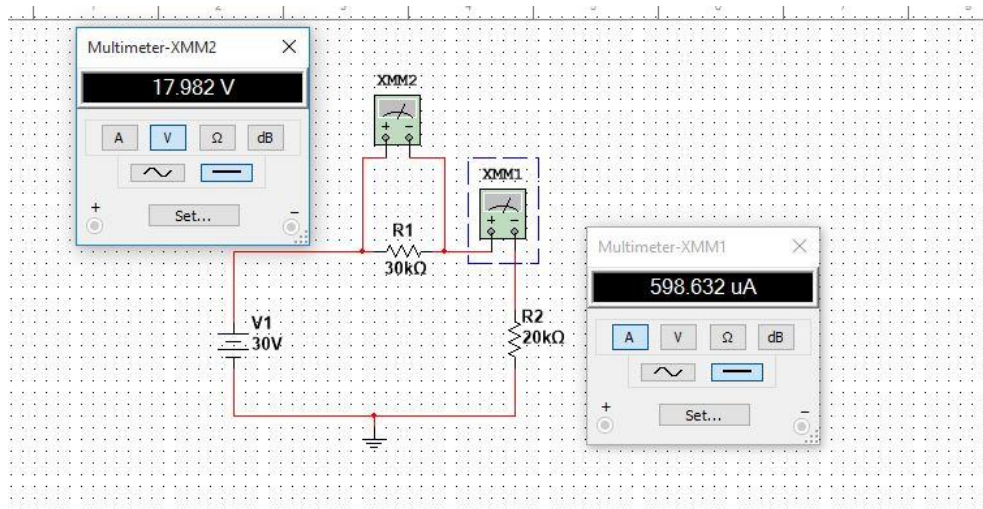 Multimeter-XMM2
17.982 V
A V Ω dB
+ Set... -
XMM2
+ -
XMM1
+ -
R1
30kΩ
V1
30V
R2
20kΩ
Multimeter-XMM1
598.632 uA
A V Ω dB
+ Set... -